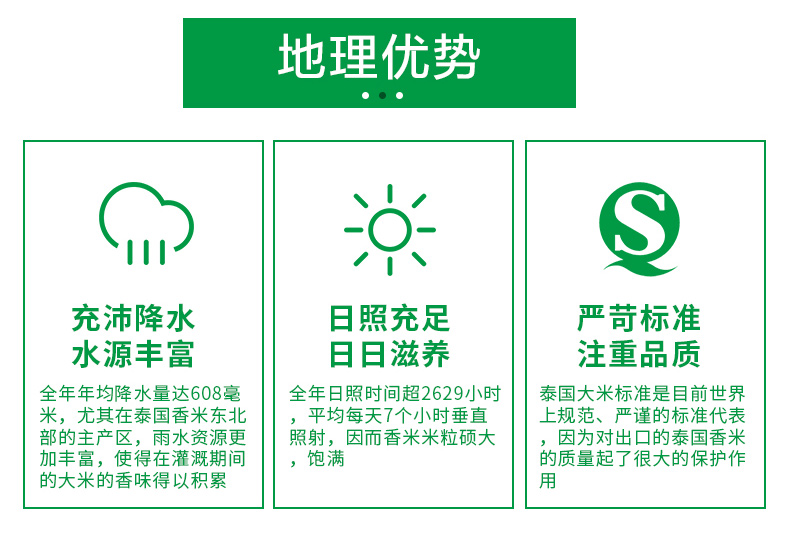 地理优势
充沛降水
水源丰富
全年年均降水量达608毫
米，尤其在泰国香米东北
部的主产区，雨水资源更
加丰富，使得在灌溉期间
的大米的香味得以积累
日照充足
日日滋养
全年日照时间超2629小时
，平均每天7个小时垂直
照射，因而香米米粒硕大
，饱满
S
严苛标准
注重品质
泰国大米标准是目前世界
上规范、严谨的标准代表
，因为对出口的泰国香米
的质量起了很大的保护作
用